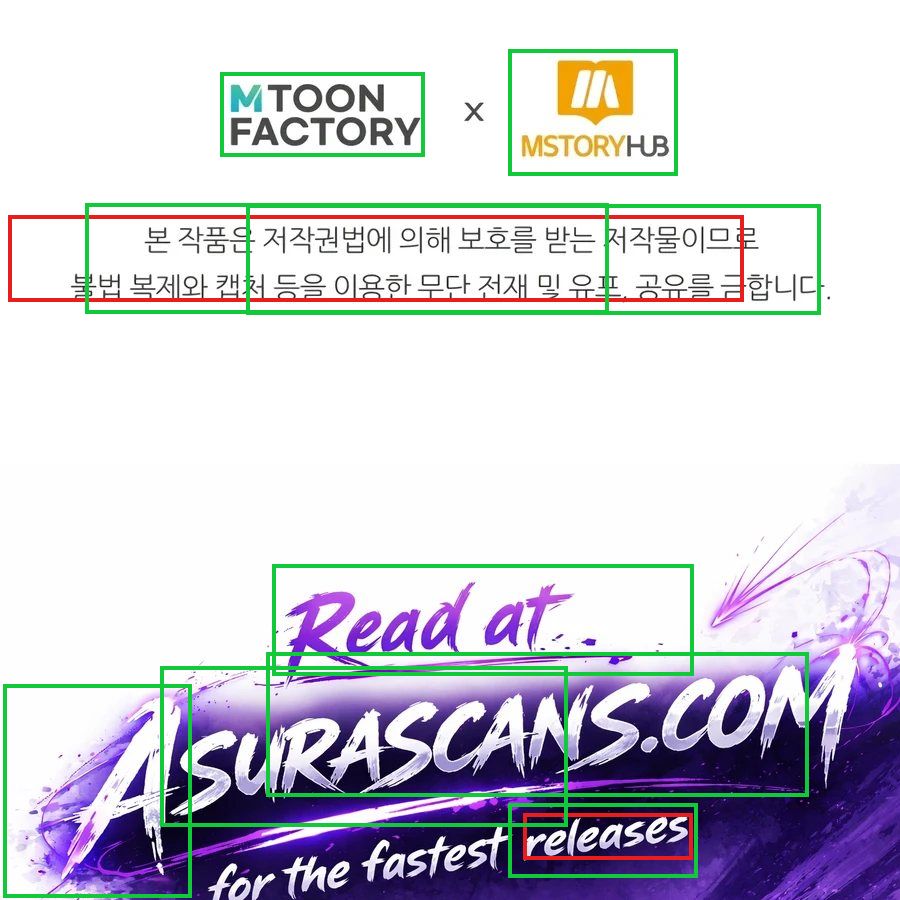 MTOON
FACTORY
x
MSTORYHUB
본 작품은 저작권법에 의해 보호를 받는 저작물이므로
불법 복제와 캡처 등을 이용한 무단 전재 및 유포, 공유를 금합니다.
Read at...
ASURASCANS.COM
for the fastest releases